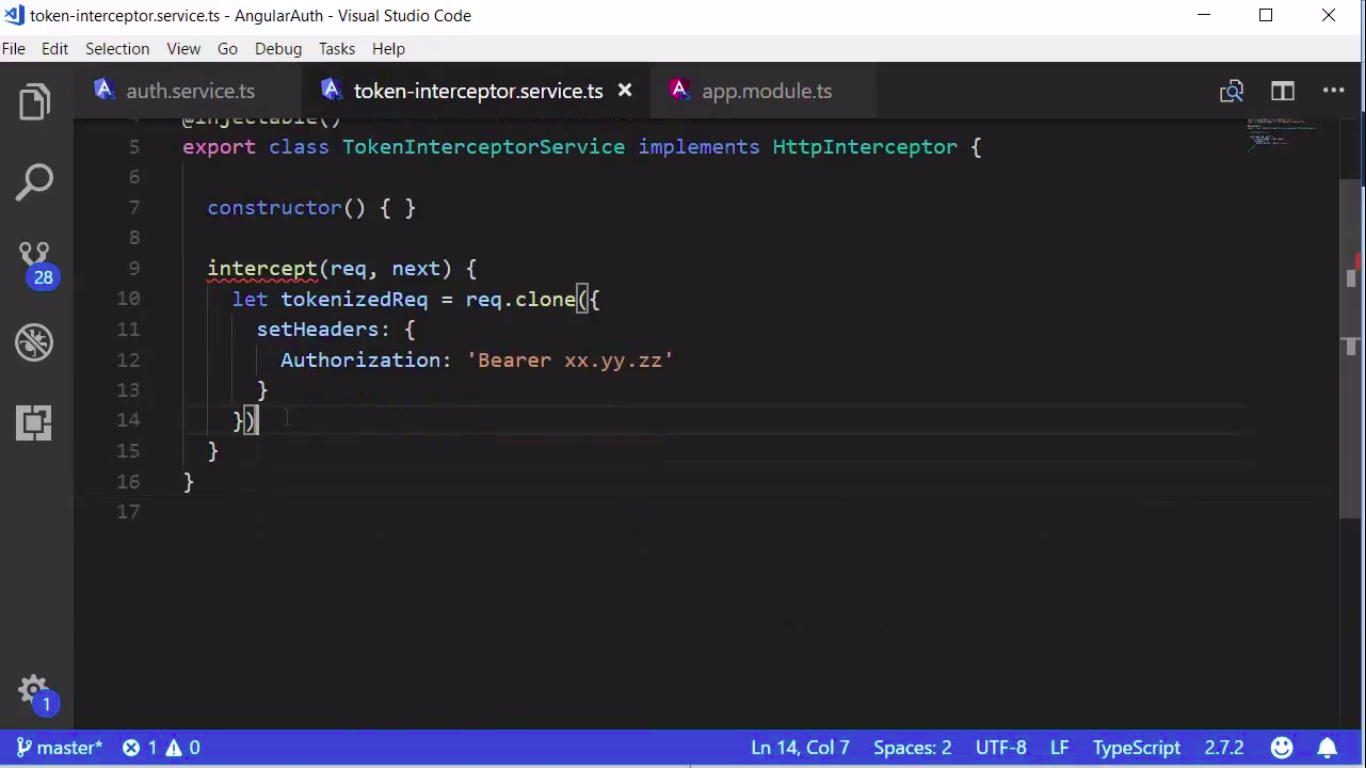 token-interceptor.service.ts - AngularAuth - Visual Studio Code
File Edit Selection View Go Debug Tasks Help
auth.service.ts token-interceptor.service.ts app.module.ts
4 @Injectable()
5 export class TokenInterceptorService implements HttpInterceptor {
6
7 constructor() { }
8
9 intercept(req, next) {
10 let tokenizedReq = req.clone({
11 setHeaders: {
12 Authorization: 'Bearer xx.yy.zz'
13 }
14 })
15 }
16 }
17
28
1
master* 1 0 Ln 14, Col 7 Spaces: 2 UTF-8 LF TypeScript 2.7.2